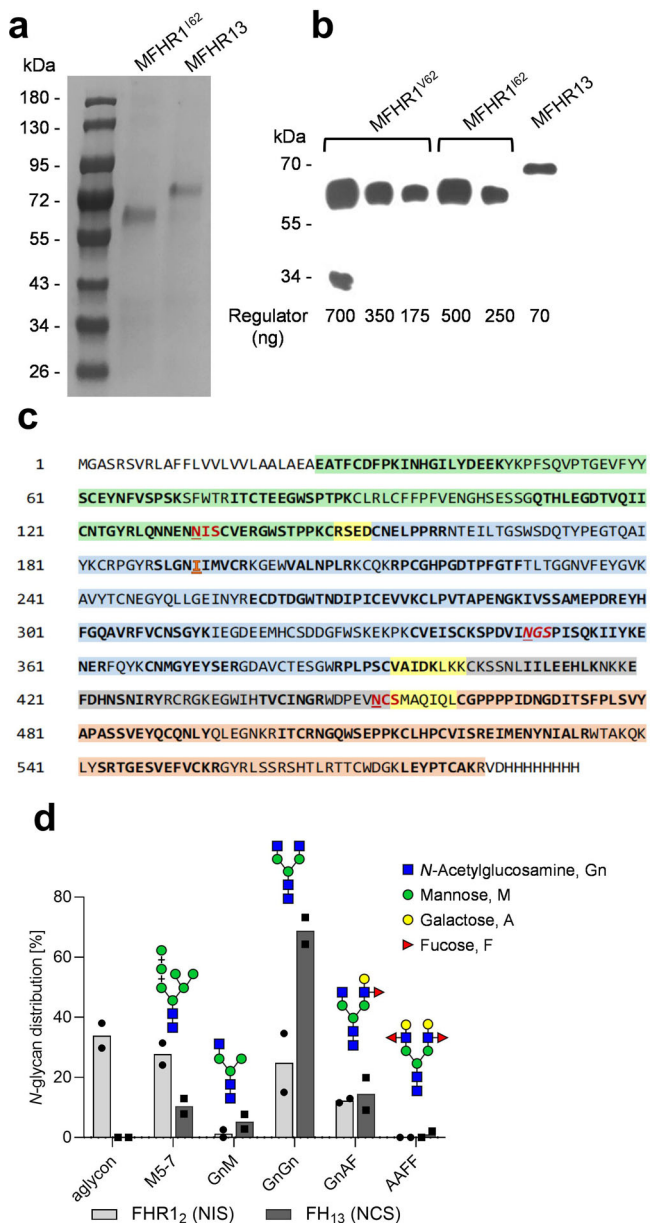 a
b
kDa
MFHR1I62
MFHR13
180 -
130 -
95 -
72 -
55 -
43 -
34 -
26 -
kDa
MFHR1V62
MFHR1I62
MFHR13
70 -
55 -
34 -
Regulator (ng)
700 350 175 500 250 70
c
1 MGASRSVRLAFFLVVLVVLAALAEAEATFCDFPKINHGILYDEEKYKPFSQVPTGEVFYY
61 SCEYNFVSPSKSFWTRITCTEEGWSPTPKCLRLCFFPFVENGHSESSGQTHLEGDTVQII
121 CNTGYRLQNNENNISCVERGWSTPPKCRSEDCNELPPRRNTEILTGSWSDQTYPEGTQAI
181 YKCRPGYRSLGNIIMVCRKGEWVALNPLRKCQKRPCGHPGDTPFGTFTLTGGNVFEYGVK
241 AVYTCNEGYQLLGEINYRECDTDGWTNDIPICEVVKCLPVTAPENGKIVSSAMEPDREYH
301 FGQAVRFVCNSGYKIEGDEEMHCSDDGFWSKEKPKCVEISCKSPDVINGSPISQKIIYKE
361 NERFQYKCNMGYEYSERGDAVCTESGWRPLPSCVAIDKLKKCKSSNLIILEEHLKNKKE
421 FDHNSNIRYRCRGKEGWIHTVCINGRWDPEVNCSMAQIQLCGPPPPIDNGDITSFPLSVY
481 APASSVEYQCQNLYQLEGNKRITCRNGQWSEPPKCLHPCVISREIMENYNIALRWTAKQK
541 LYSRTGESVEFVCKRGYRLSSRSHTLRTTCWDGKLEYPTCAKRVDHHHHHHHH
d
N-glycan distribution [%]
80
60
40
20
0
aglycon
M5-7
GnM
GnGn
GnAF
AAFF
N-Acetylglucosamine, Gn
Mannose, M
Galactose, A
Fucose, F
FHR12 (NIS)
FH13 (NCS)